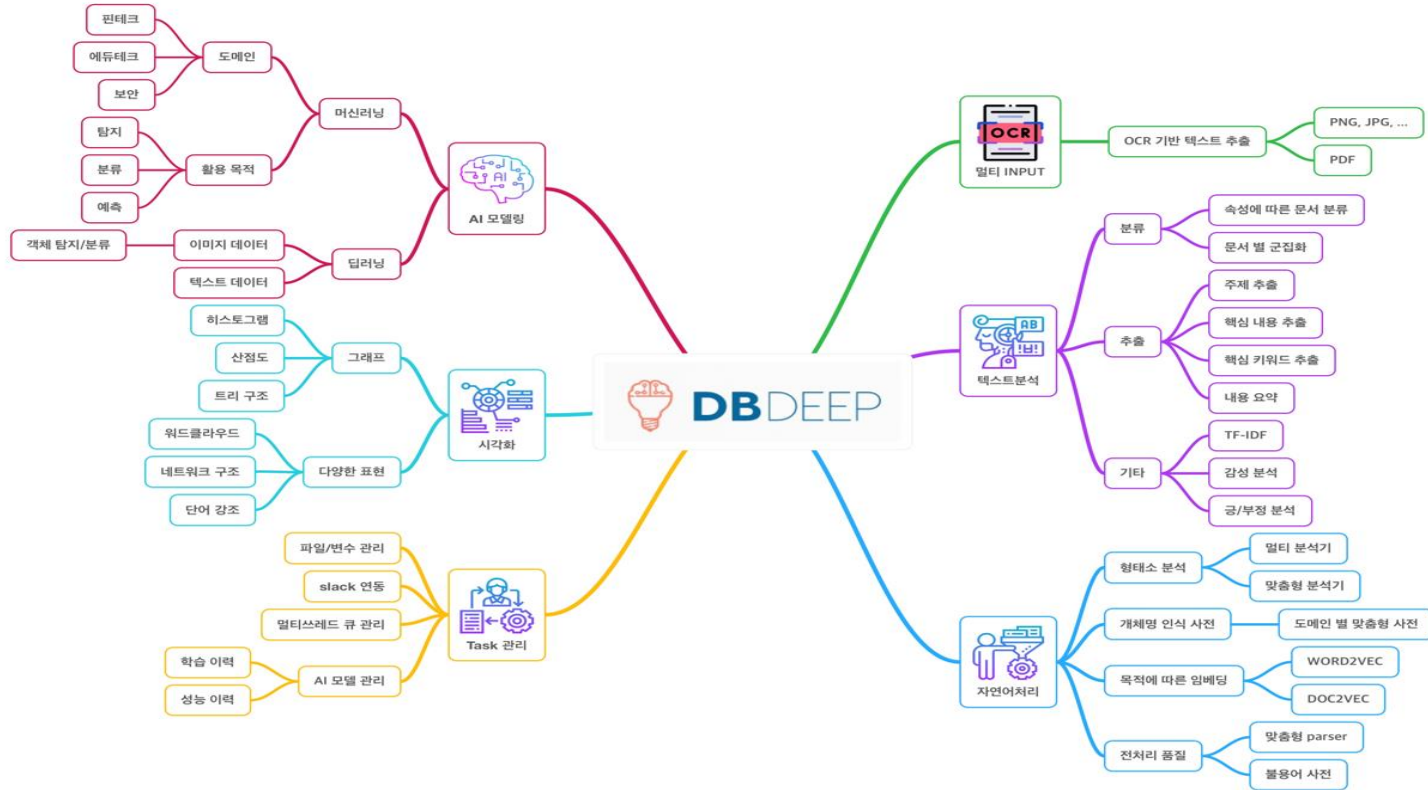 핀테크
에듀테크
보안
도메인
탐지
분류
예측
활용 목적
머신러닝
객체 탐지/분류
이미지 데이터
텍스트 데이터
딥러닝
AI
AI 모델링
히스토그램
산점도
트리 구조
그래프
워드클라우드
네트워크 구조
단어 강조
다양한 표현
시각화
파일/변수 관리
slack 연동
멀티쓰레드 큐 관리
학습 이력
성능 이력
AI 모델 관리
Task 관리
DBDEEP
OCR
멀티 INPUT
OCR 기반 텍스트 추출
PNG, JPG, ...
PDF
AB
텍스트분석
분류
속성에 따른 문서 분류
문서 별 군집화
추출
주제 추출
핵심 내용 추출
핵심 키워드 추출
내용 요약
기타
TF-IDF
감성 분석
긍/부정 분석
자연어처리
형태소 분석
멀티 분석기
맞춤형 분석기
개체명 인식 사전
도메인 별 맞춤형 사전
목적에 따른 임베딩
WORD2VEC
DOC2VEC
전처리 품질
맞춤형 parser
불용어 사전